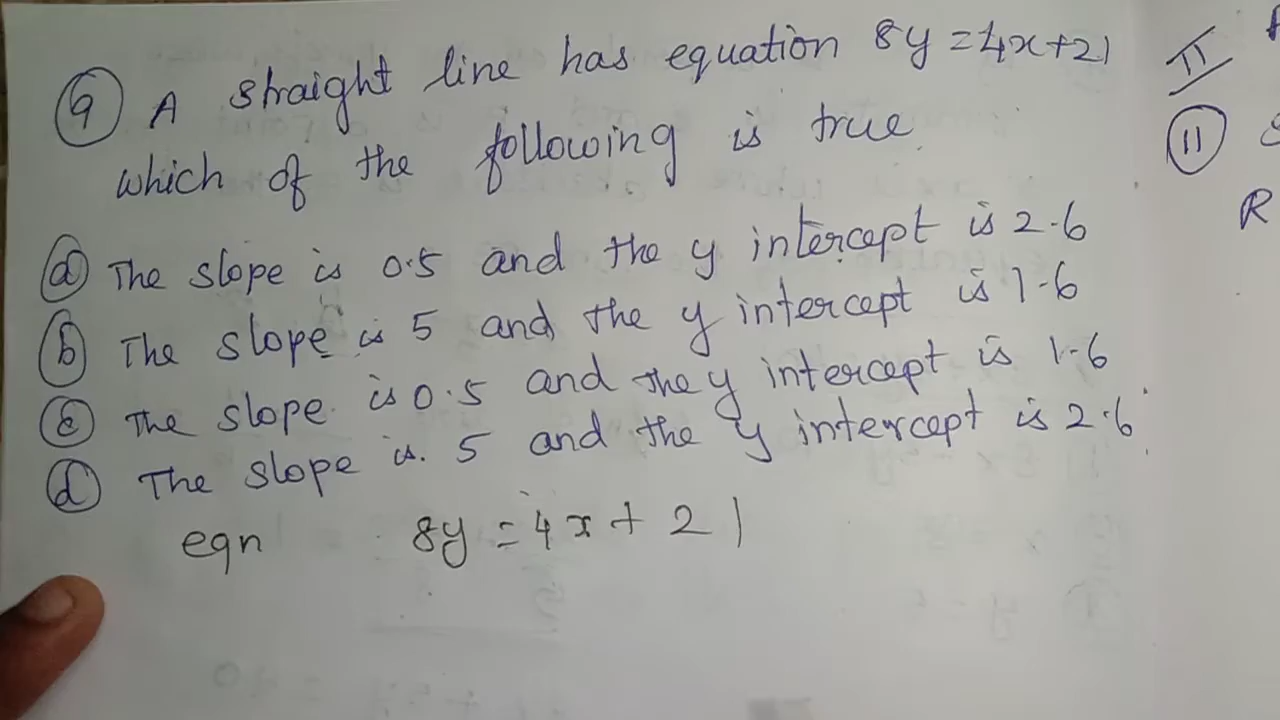 9 A straight line has equation 8y = 4x+21
which of the following is true
a The slope is 0.5 and the y intercept is 2.6
b The slope is 5 and the y intercept is 1.6
c The slope is 0.5 and the y intercept is 1.6
d The slope is 5 and the y intercept is 2.6
eqn 8y = 4x + 21
II
11
R